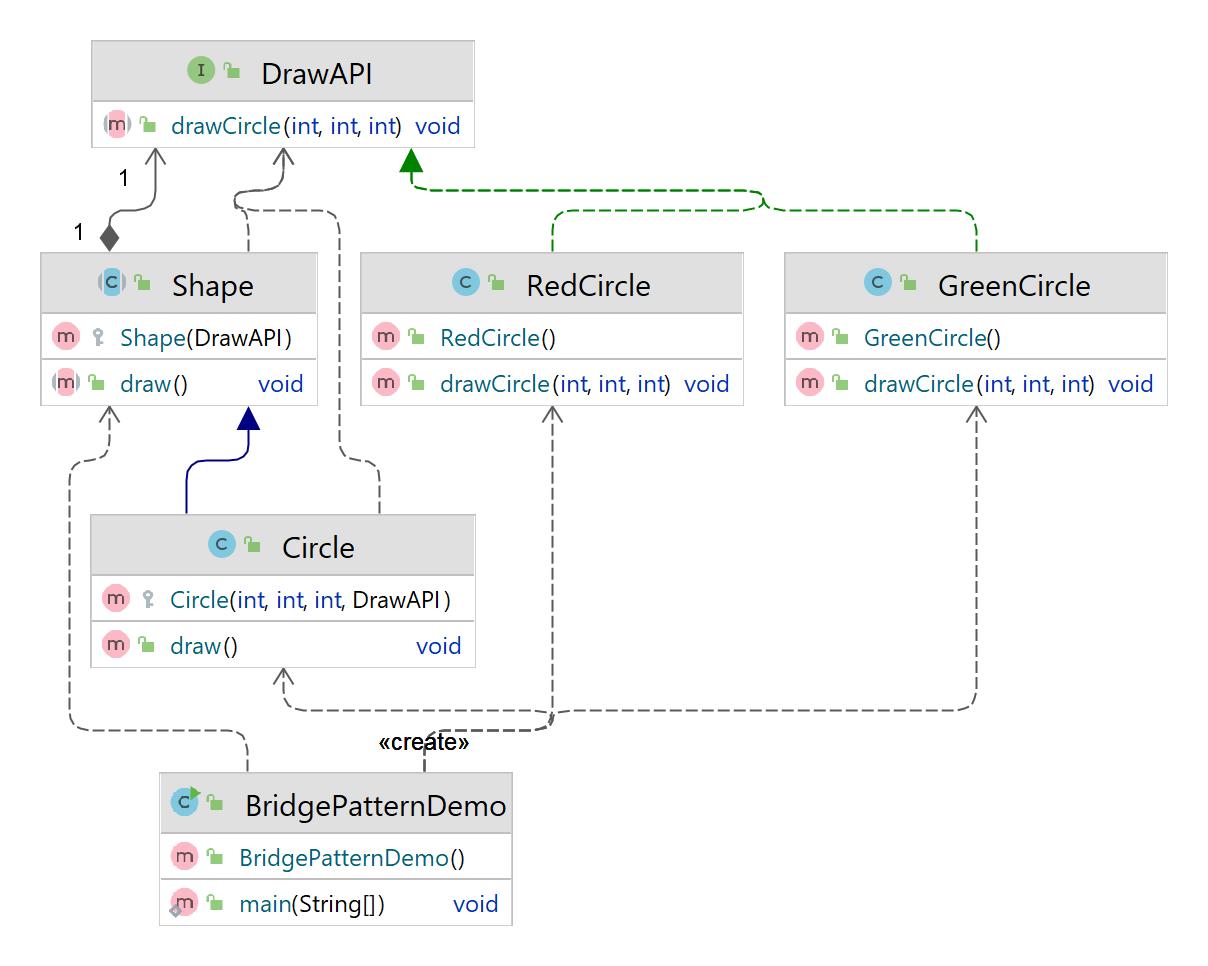 I DrawAPI
m drawCircle(int, int, int) void
1
1
C Shape
m Shape(DrawAPI)
m draw() void
C RedCircle
m RedCircle()
m drawCircle(int, int, int) void
C GreenCircle
m GreenCircle()
m drawCircle(int, int, int) void
C Circle
m Circle(int, int, int, DrawAPI)
m draw() void
«create»
C BridgePatternDemo
m BridgePatternDemo()
m main(String[]) void